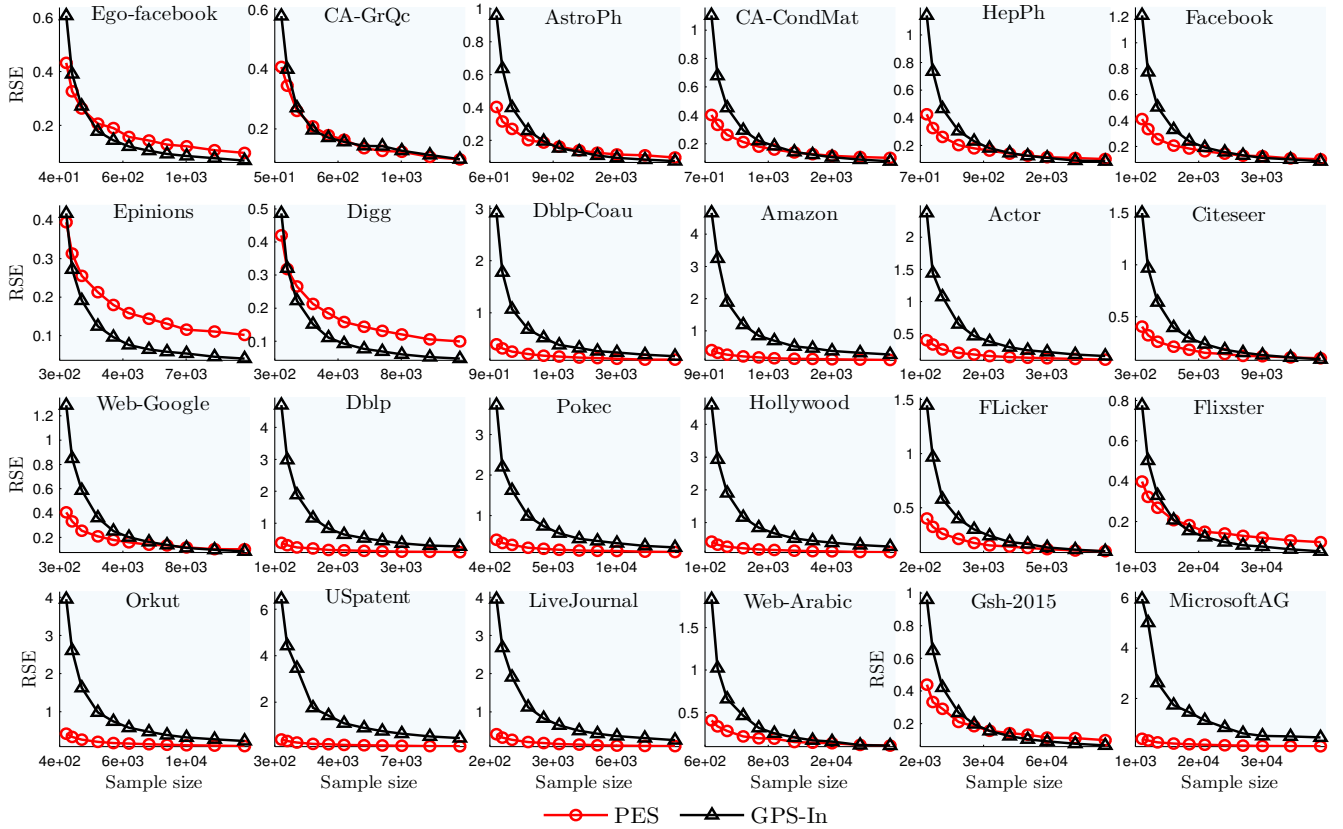 Ego-facebook CA-GrQc AstroPh CA-CondMat HepPh Facebook
RSE
0.6 0.4 0.2
0.6 0.4 0.2
1 0.8 0.6 0.4 0.2
1 0.8 0.6 0.4 0.2
1 0.8 0.6 0.4 0.2
1.2 1 0.8 0.6 0.4 0.2
4e+01 6e+02 1e+03 5e+01 5e+02 1e+03 6e+01 9e+02 2e+03 7e+01 1e+03 2e+03 7e+01 1e+03 2e+03 1e+02 2e+03 3e+03
Epinions Digg Dblp-Coau Amazon Actor Citeseer
RSE
0.4 0.3 0.2 0.1
0.5 0.4 0.3 0.2 0.1
3 2 1
4 3 2 1
2 1.5 1 0.5
1.5 1 0.5
3e+02 4e+03 7e+03 3e+02 4e+03 8e+03 9e+01 1e+03 3e+03 9e+01 1e+03 2e+03 1e+02 2e+03 3e+03 3e+02 5e+03 9e+03
Web-Google Dblp Pokec Hollywood FLicker Flixster
RSE
1.2 1 0.8 0.6 0.4 0.2
4 3 2 1
3 2 1
4 3 2 1
1.5 1 0.5
0.8 0.6 0.4 0.2
3e+02 4e+03 8e+03 1e+02 2e+03 3e+03 4e+02 6e+03 1e+04 1e+02 2e+03 4e+03 2e+02 3e+03 6e+03 1e+03 1e+04 2e+04
Orkut USpatent LiveJournal Web-Arabic Gsh-2015 MicrosoftAG
RSE RSE
4 3 2 1
6 4 2
4 3 2 1
1.5 1 0.5
1 0.8 0.6 0.4 0.2
6 4 2
4e+02 6e+03 1e+04 3e+02 4e+03 8e+03 6e+02 8e+03 2e+04 6e+02 8e+03 2e+04 2e+03 3e+04 6e+04 1e+03 2e+04 3e+04
Sample size Sample size Sample size Sample size Sample size Sample size
PES GPS-In